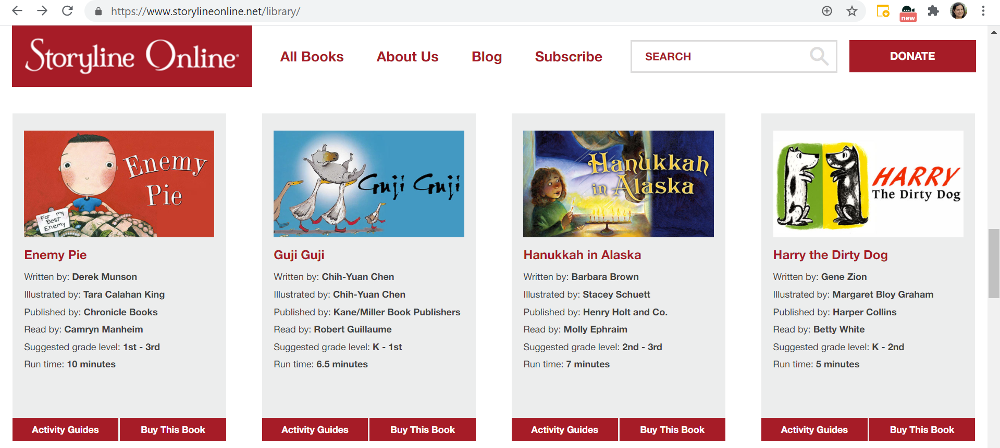 https://www.storylineonline.net/library/
new
Storyline Online®
All Books
About Us
Blog
Subscribe
SEARCH
DONATE
Enemy
Pie
For my
Best
Enemy
Enemy Pie
Written by: Derek Munson
Illustrated by: Tara Calahan King
Published by: Chronicle Books
Read by: Camryn Manheim
Suggested grade level: 1st - 3rd
Run time: 10 minutes
Activity Guides
Buy This Book
Guji Guji
Guji Guji
Written by: Chih-Yuan Chen
Illustrated by: Chih-Yuan Chen
Published by: Kane/Miller Book Publishers
Read by: Robert Guillaume
Suggested grade level: K - 1st
Run time: 6.5 minutes
Activity Guides
Buy This Book
Hanukkah
in Alaska
Hanukkah in Alaska
Written by: Barbara Brown
Illustrated by: Stacey Schuett
Published by: Henry Holt and Co.
Read by: Molly Ephraim
Suggested grade level: 2nd - 3rd
Run time: 7 minutes
Activity Guides
Buy This Book
HARRY
The Dirty Dog
Harry the Dirty Dog
Written by: Gene Zion
Illustrated by: Margaret Bloy Graham
Published by: Harper Collins
Read by: Betty White
Suggested grade level: K - 2nd
Run time: 5 minutes
Activity Guides
Buy This Book